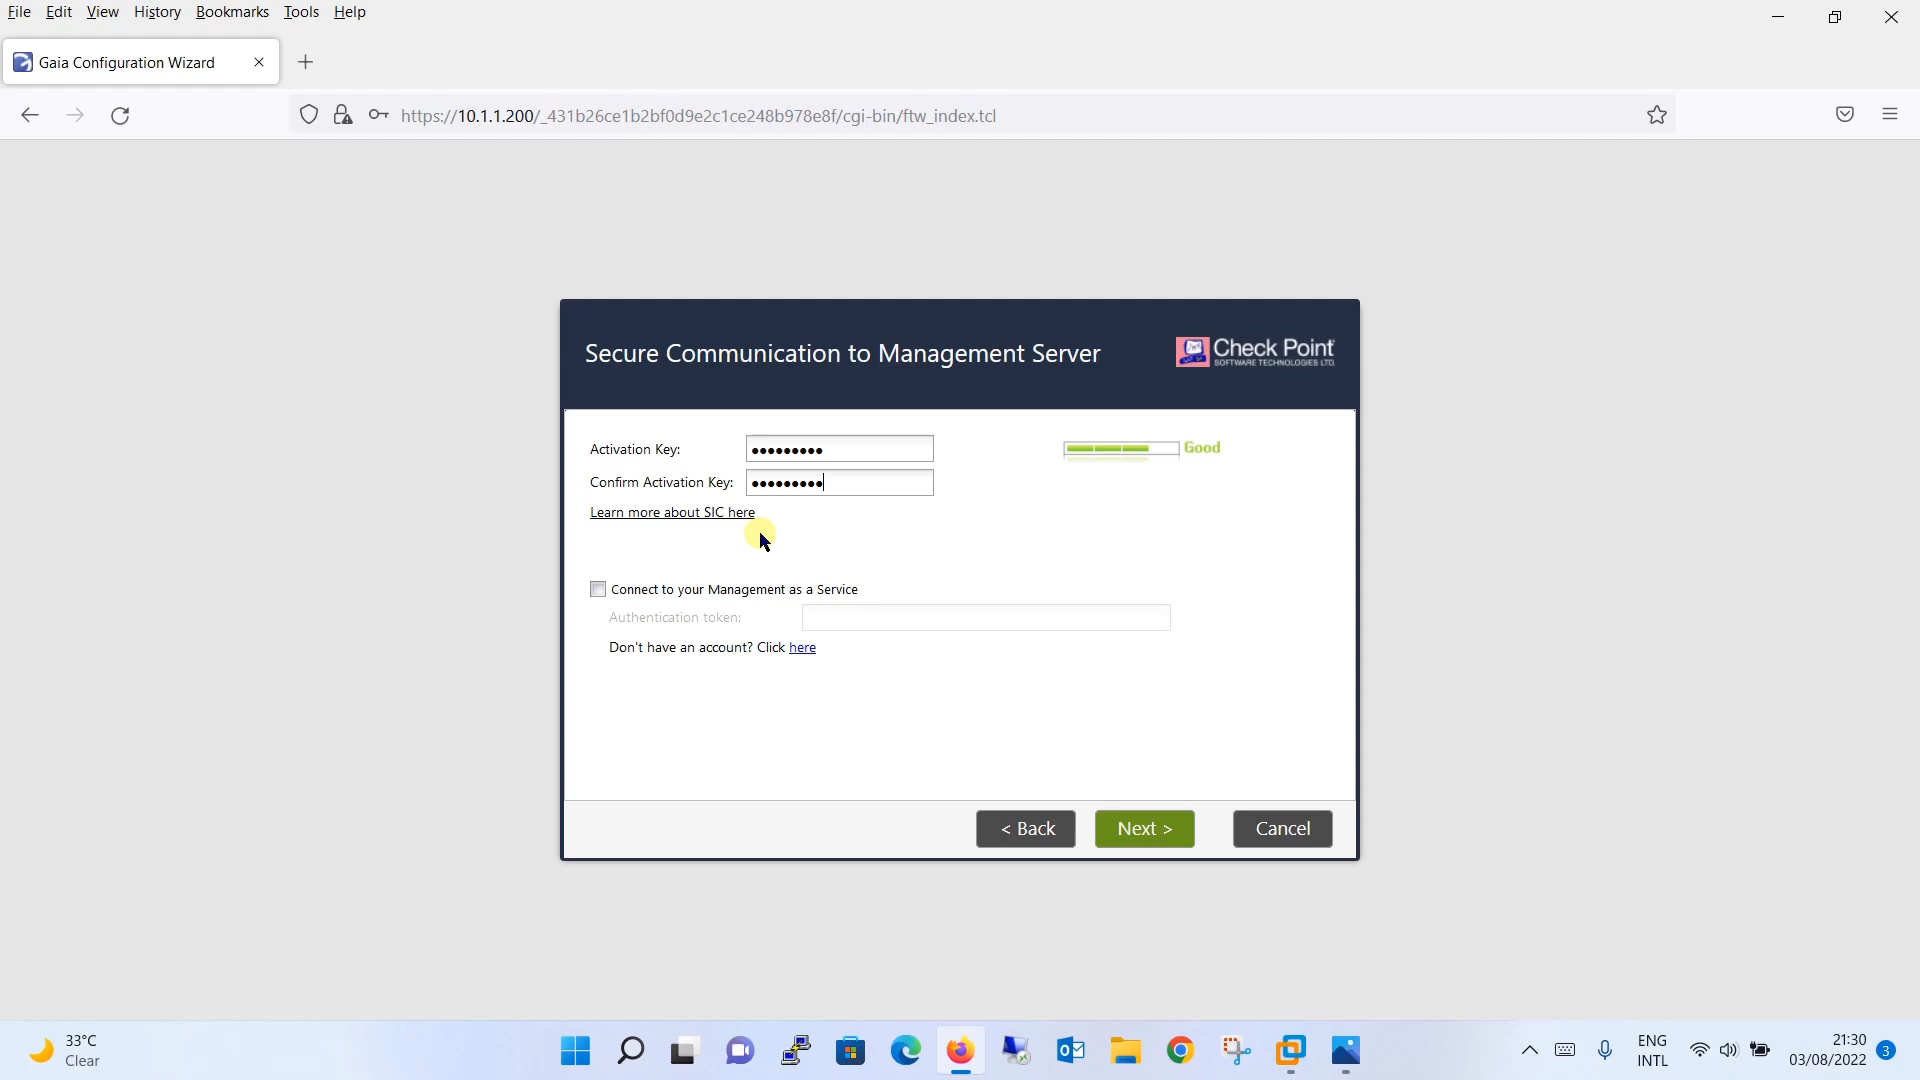 File Edit View History Bookmarks Tools Help
Gaia Configuration Wizard
https://10.1.1.200/_431b26ce1b2bf0d9e2c1ce248b978e8f/cgi-bin/ftw_index.tcl
Secure Communication to Management Server
Check Point
SOFTWARE TECHNOLOGIES LTD.
Activation Key: ●●●●●●●●● Good
Confirm Activation Key: ●●●●●●●●●
Learn more about SIC here
Connect to your Management as a Service
Authentication token:
Don't have an account? Click here
< Back Next > Cancel
33°C
Clear
ENG
INTL
21:30
03/08/2022
3